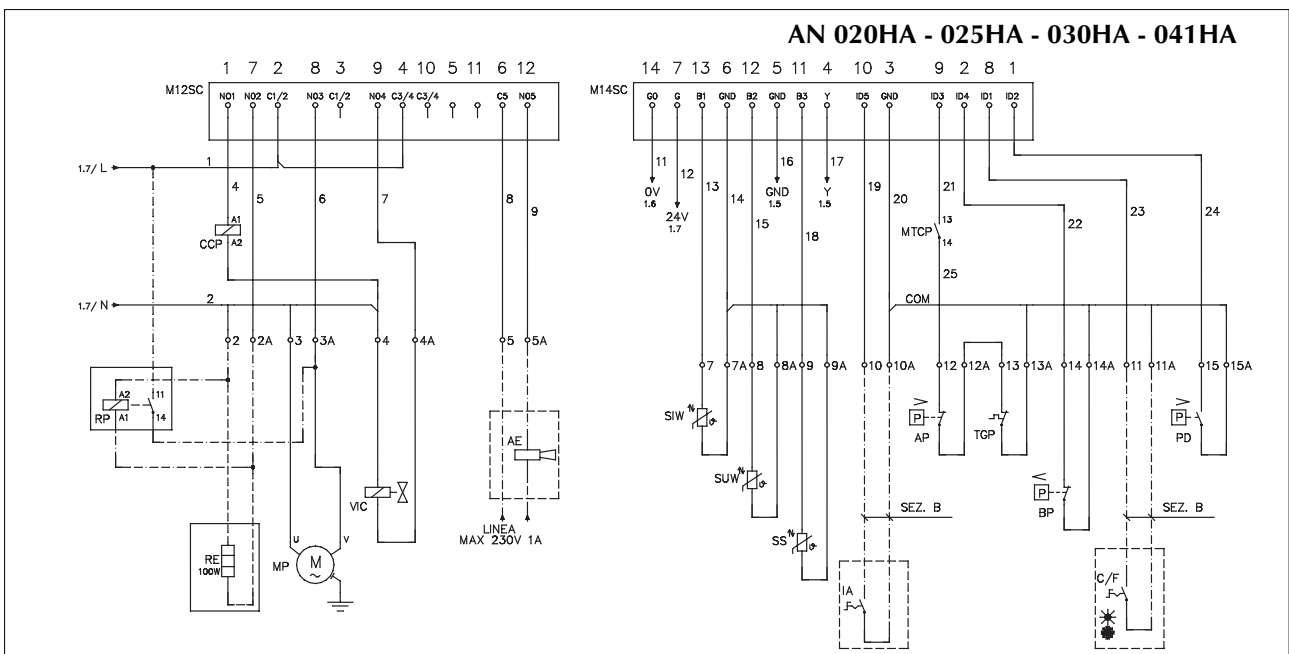 AN 020HA - 025HA - 030HA - 041HA
1 7 2 8 3 9 4 10 5 11 6 12
M12SC
NO1 NO2 C1/2 NO3 C1/2 NO4 C3/4 C3/4 C5 NO5
14 7 13 6 12 5 11 4 10 3 9 2 8 1
M14SC
G0 G B1 GND B2 GND B3 Y ID5 GND ID3 ID4 ID1 ID2
1.7/ L
1
4 5 6 7 8 9
A1
CCP
A2
1.7/ N
2
2 2A 3 3A 4 4A 5 5A
A2
RP
A1
11
14
RE
100W
U
V
MP
M
~
VIC
AE
LINEA
MAX 230V 1A
11
0V
1.6
12
24V
1.7
13 14 15
16
GND
1.5
17
Y
1.5
18 19 20 21
13
MTCP
14
25
22 23 24
COM
7 7A 8 8A 9 9A 10 10A 12 12A 13 13A 14 14A 11 11A 15 15A
SIW
SUW
SS
P
AP
TGP
P
BP
P
PD
SEZ. B
SEZ. B
IA
C/F